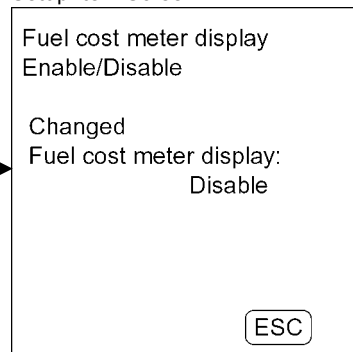 Fuel cost meter display
Enable/Disable
Changed
Fuel cost meter display:
Disable
ESC